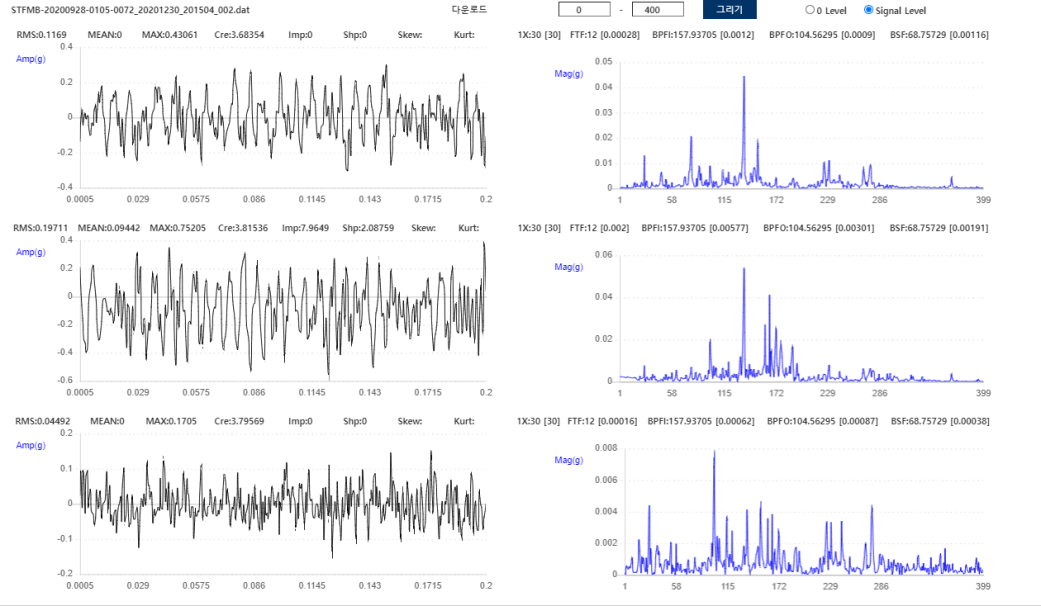 STFMB-20200928-0105-0072_20201230_201504_002.dat 다운로드 0 - 400 그리기 0 Level Signal Level
RMS:0.1169 MEAN:0 MAX:0.43061 Cre:3.68354 Imp:0 Shp:0 Skew: Kurt:
Amp(g)
0.4
0.2
0
-0.2
-0.4
0.0005 0.029 0.0575 0.086 0.1145 0.143 0.1715 0.2
1X:30 [30] FTF:12 [0.00028] BPFI:157.93705 [0.0012] BPFO:104.56295 [0.0009] BSF:68.75729 [0.00116]
Mag(g)
0.05
0.04
0.03
0.02
0.01
0
1 58 115 172 229 286 399
RMS:0.19711 MEAN:0.09442 MAX:0.75205 Cre:3.81536 Imp:7.9649 Shp:2.08759 Skew: Kurt:
Amp(g)
0.4
0.2
0
-0.2
-0.4
-0.6
0.0005 0.029 0.0575 0.086 0.1145 0.143 0.1715 0.2
1X:30 [30] FTF:12 [0.002] BPFI:157.93705 [0.00577] BPFO:104.56295 [0.00301] BSF:68.75729 [0.00191]
Mag(g)
0.06
0.04
0.02
0
1 58 115 172 229 286 399
RMS:0.04492 MEAN:0 MAX:0.1705 Cre:3.79569 Imp:0 Shp:0 Skew: Kurt:
Amp(g)
0.2
0.1
0
-0.1
-0.2
0.0005 0.029 0.0575 0.086 0.1145 0.143 0.1715 0.2
1X:30 [30] FTF:12 [0.00016] BPFI:157.93705 [0.00062] BPFO:104.56295 [0.00087] BSF:68.75729 [0.00038]
Mag(g)
0.008
0.006
0.004
0.002
0
1 58 115 172 229 286 399